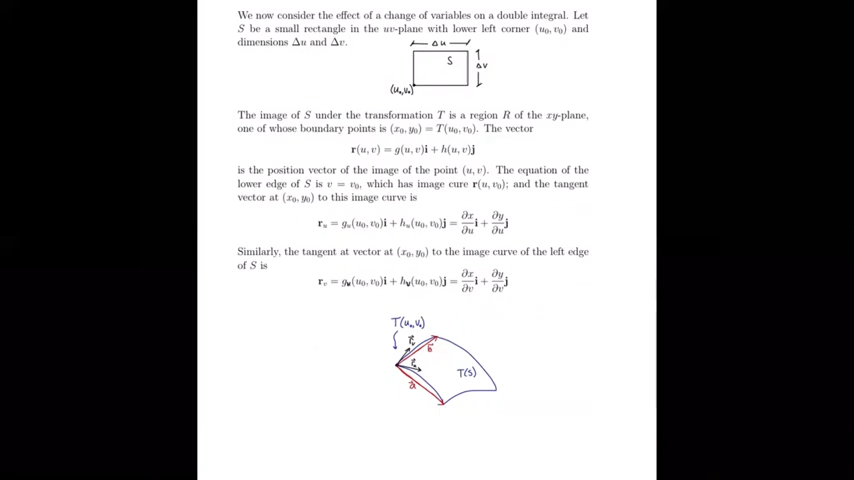 We now consider the effect of a change of variables on a double integral. Let
S be a small rectangle in the uv-plane with lower left corner (u₀, v₀) and
dimensions Δu and Δv.
Δu
S
Δv
(u₀,v₀)
The image of S under the transformation T is a region R of the xy-plane,
one of whose boundary points is (x₀, y₀) = T(u₀, v₀). The vector
r(u, v) = g(u, v)i + h(u, v)j
is the position vector of the image of the point (u, v). The equation of the
lower edge of S is v = v₀, which has image cure r(u, v₀); and the tangent
vector at (x₀, y₀) to this image curve is
rᵤ = gᵤ(u₀, v₀)i + hᵤ(u₀, v₀)j = ∂x/∂u i + ∂y/∂u j
Similarly, the tangent at vector at (x₀, y₀) to the image curve of the left edge
of S is
rᵥ = gᵥ(u₀, v₀)i + hᵥ(u₀, v₀)j = ∂x/∂v i + ∂y/∂v j
T(u₀,v₀)
r⃗ᵥ
b⃗
r⃗ᵤ
T(S)
a⃗